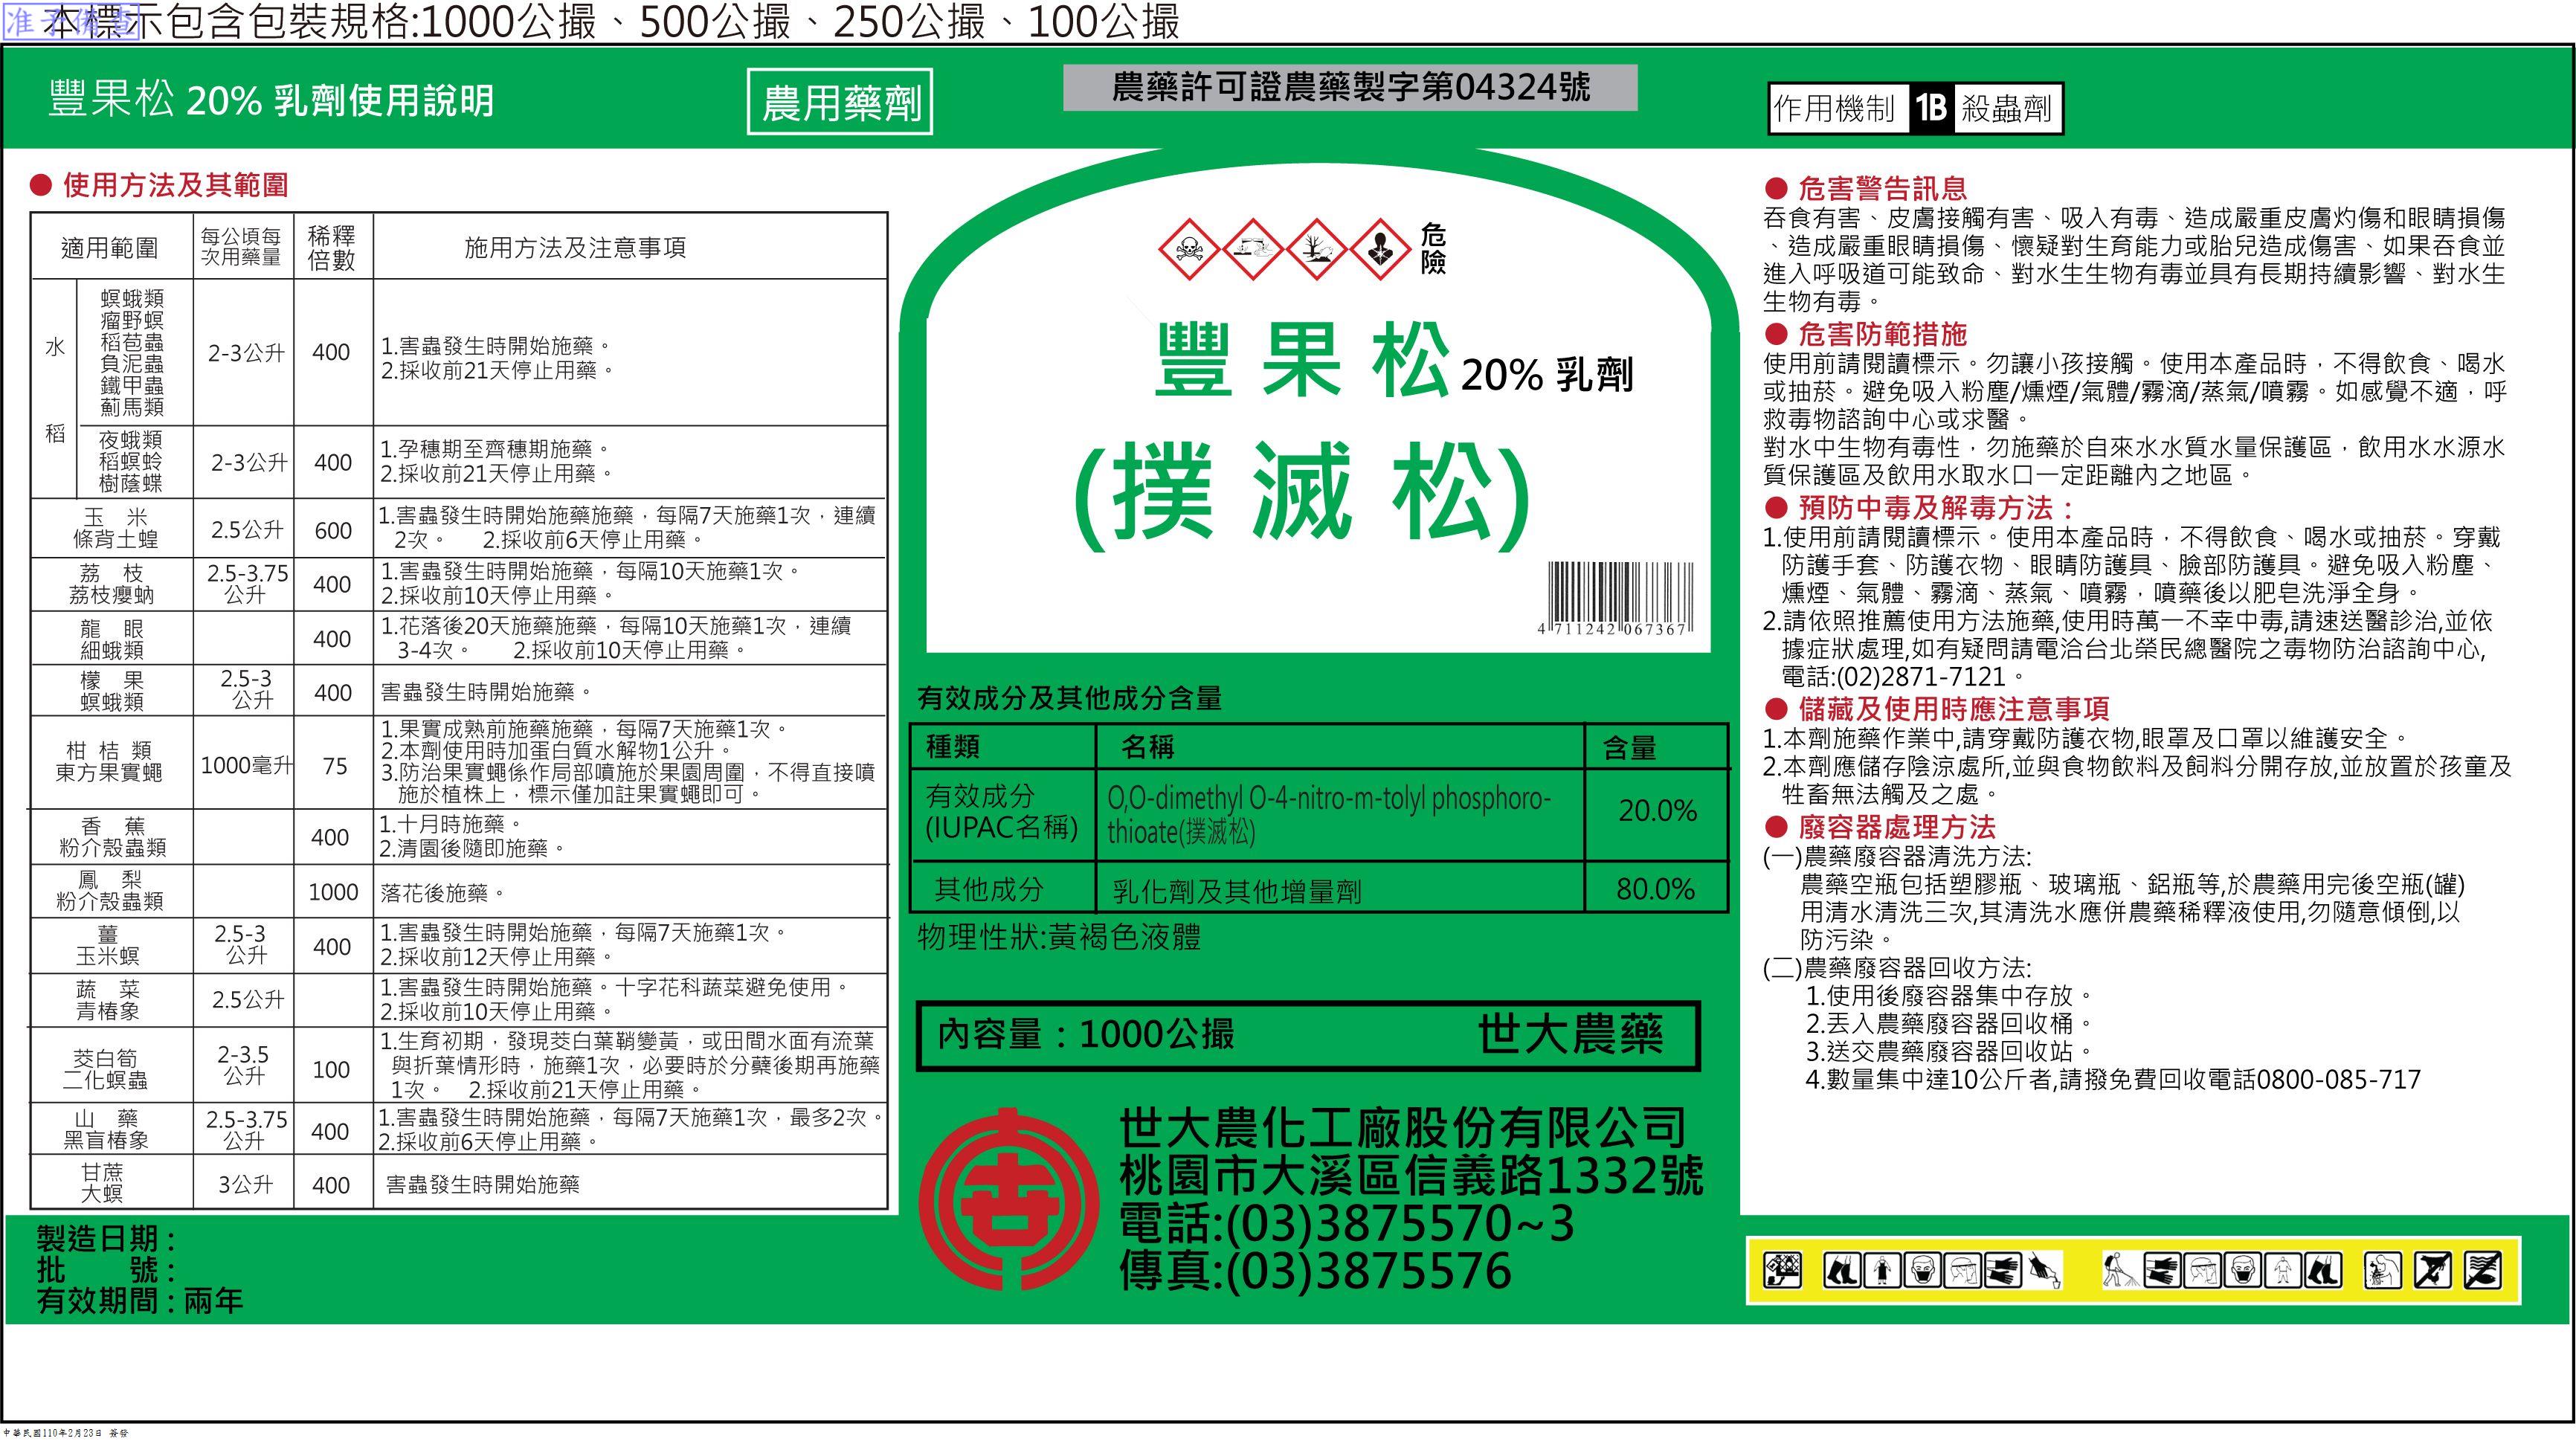 准予備查
本標示包含包裝規格:1000公撮、500公撮、250公撮、100公撮
豐果松 20% 乳劑使用說明
農用藥劑
農藥許可證農藥製字第04324號
作用機制 1B 殺蟲劑
● 使用方法及其範圍
適用範圍 每公頃每次用藥量 稀釋倍數 施用方法及注意事項
水稻
螟蛾類
瘤野螟
稻苞蟲
負泥蟲
鐵甲蟲
薊馬類
2-3公升 400
1.害蟲發生時開始施藥。
2.採收前21天停止用藥。
夜蛾類
稻螟蛉
樹蔭蝶
2-3公升 400
1.孕穗期至齊穗期施藥。
2.採收前21天停止用藥。
玉 米
條背土蝗
2.5公升 600
1.害蟲發生時開始施藥施藥，每隔7天施藥1次，連續
2次。 2.採收前6天停止用藥。
荔 枝
荔枝癭蚋
2.5-3.75
公升
400
1.害蟲發生時開始施藥，每隔10天施藥1次。
2.採收前10天停止用藥。
龍 眼
細蛾類
400
1.花落後20天施藥施藥，每隔10天施藥1次，連續
3-4次。 2.採收前10天停止用藥。
檬 果
螟蛾類
2.5-3
公升
400
害蟲發生時開始施藥。
柑 桔 類
東方果實蠅
1000毫升 75
1.果實成熟前施藥施藥，每隔7天施藥1次。
2.本劑使用時加蛋白質水解物1公升。
3.防治果實蠅係作局部噴施於果園周圍，不得直接噴
施於植株上，標示僅加註果實蠅即可。
香 蕉
粉介殼蟲類
400
1.十月時施藥。
2.清園後隨即施藥。
鳳 梨
粉介殼蟲類
1000 落花後施藥。
薑
玉米螟
2.5-3
公升
400
1.害蟲發生時開始施藥，每隔7天施藥1次。
2.採收前12天停止用藥。
蔬 菜
青椿象
2.5公升
1.害蟲發生時開始施藥。十字花科蔬菜避免使用。
2.採收前10天停止用藥。
茭白筍
二化螟蟲
2-3.5
公升
100
1.生育初期，發現茭白葉鞘變黃，或田間水面有流葉
與折葉情形時，施藥1次，必要時於分蘗後期再施藥
1次。 2.採收前21天停止用藥。
山 藥
黑盲椿象
2.5-3.75
公升
400
1.害蟲發生時開始施藥，每隔7天施藥1次，最多2次。
2.採收前6天停止用藥。
甘蔗
大螟
3公升 400 害蟲發生時開始施藥
製造日期：
批 號：
有效期間：兩年
危險
豐果松 20% 乳劑
(撲滅松)
4 711242 067367
有效成分及其他成分含量
種類 名稱 含量
有效成分
(IUPAC名稱)
O,O-dimethyl O-4-nitro-m-tolyl phosphoro-
thioate(撲滅松)
20.0%
其他成分 乳化劑及其他增量劑 80.0%
物理性狀:黃褐色液體
內容量：1000公撮 世大農藥
世大農化工廠股份有限公司
桃園市大溪區信義路1332號
電話:(03)3875570~3
傳真:(03)3875576
● 危害警告訊息
吞食有害、皮膚接觸有害、吸入有毒、造成嚴重皮膚灼傷和眼睛損傷
、造成嚴重眼睛損傷、懷疑對生育能力或胎兒造成傷害、如果吞食並
進入呼吸道可能致命、對水生生物有毒並具有長期持續影響、對水生
生物有毒。
● 危害防範措施
使用前請閱讀標示。勿讓小孩接觸。使用本產品時，不得飲食、喝水
或抽菸。避免吸入粉塵/燻煙/氣體/霧滴/蒸氣/噴霧。如感覺不適，呼
救毒物諮詢中心或求醫。
對水中生物有毒性，勿施藥於自來水水質水量保護區，飲用水水源水
質保護區及飲用水取水口一定距離內之地區。
● 預防中毒及解毒方法：
1.使用前請閱讀標示。使用本產品時，不得飲食、喝水或抽菸。穿戴
防護手套、防護衣物、眼睛防護具、臉部防護具。避免吸入粉塵、
燻煙、氣體、霧滴、蒸氣、噴霧，噴藥後以肥皂洗淨全身。
2.請依照推薦使用方法施藥,使用時萬一不幸中毒,請速送醫診治,並依
據症狀處理,如有疑問請電洽台北榮民總醫院之毒物防治諮詢中心,
電話:(02)2871-7121。
● 儲藏及使用時應注意事項
1.本劑施藥作業中,請穿戴防護衣物,眼罩及口罩以維護安全。
2.本劑應儲存陰涼處所,並與食物飲料及飼料分開存放,並放置於孩童及
牲畜無法觸及之處。
● 廢容器處理方法
(一)農藥廢容器清洗方法:
農藥空瓶包括塑膠瓶、玻璃瓶、鋁瓶等,於農藥用完後空瓶(罐)
用清水清洗三次,其清洗水應併農藥稀釋液使用,勿隨意傾倒,以
防污染。
(二)農藥廢容器回收方法:
1.使用後廢容器集中存放。
2.丟入農藥廢容器回收桶。
3.送交農藥廢容器回收站。
4.數量集中達10公斤者,請撥免費回收電話0800-085-717
中華民國110年2月23日 簽發